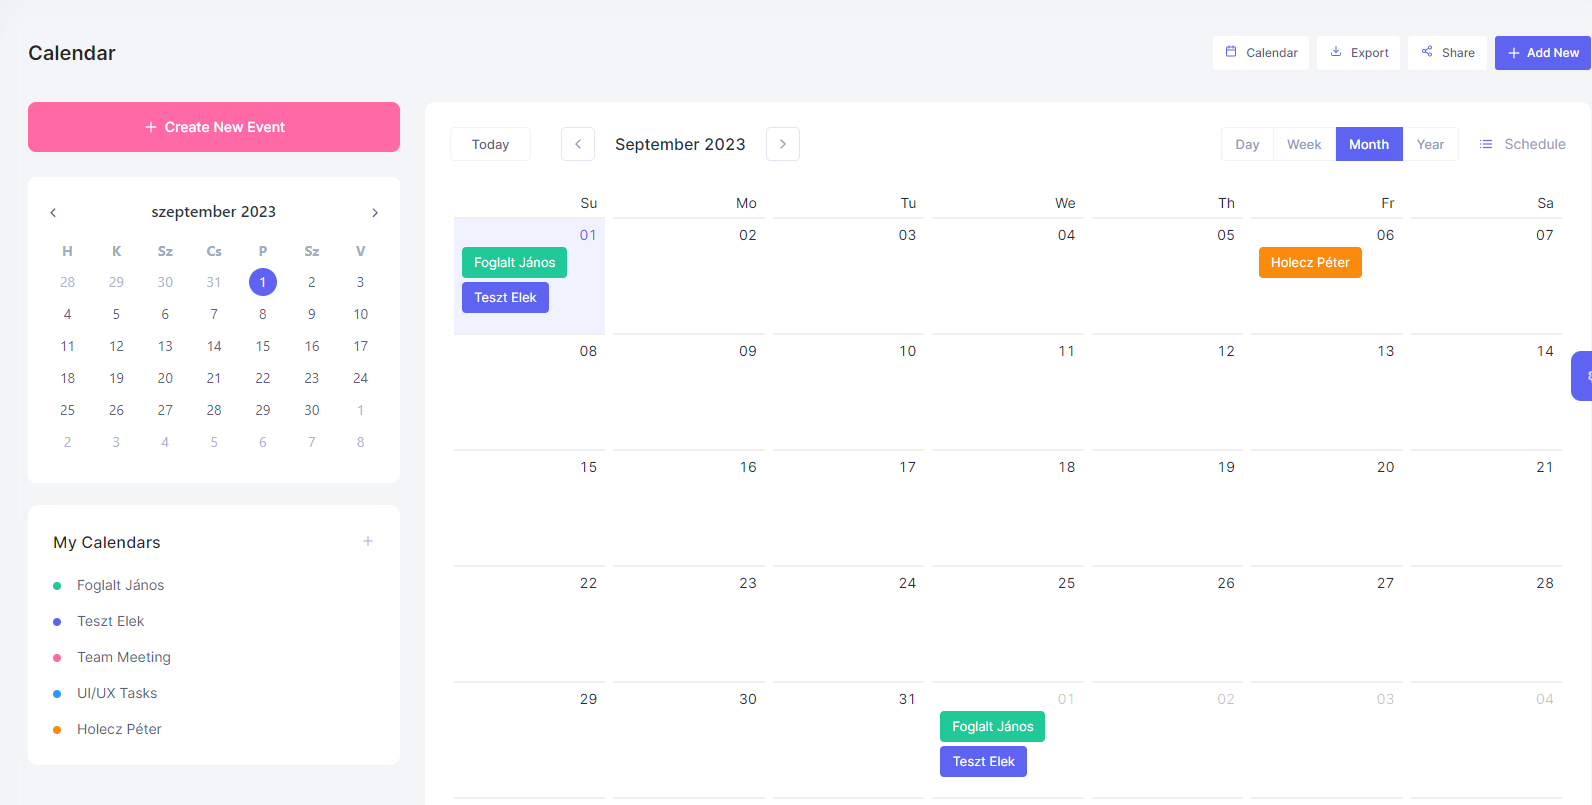 Calendar
Calendar Export Share + Add New
+ Create New Event
szeptember 2023
H K Sz Cs P Sz V
28 29 30 31 1 2 3
4 5 6 7 8 9 10
11 12 13 14 15 16 17
18 19 20 21 22 23 24
25 26 27 28 29 30 1
2 3 4 5 6 7 8
My Calendars +
Foglalt János
Teszt Elek
Team Meeting
UI/UX Tasks
Holecz Péter
Today < September 2023 > Day Week Month Year Schedule
Su Mo Tu We Th Fr Sa
01 02 03 04 05 06 07
Foglalt János Holecz Péter
Teszt Elek
08 09 10 11 12 13 14
15 16 17 18 19 20 21
22 23 24 25 26 27 28
29 30 31 01 02 03 04
Foglalt János
Teszt Elek